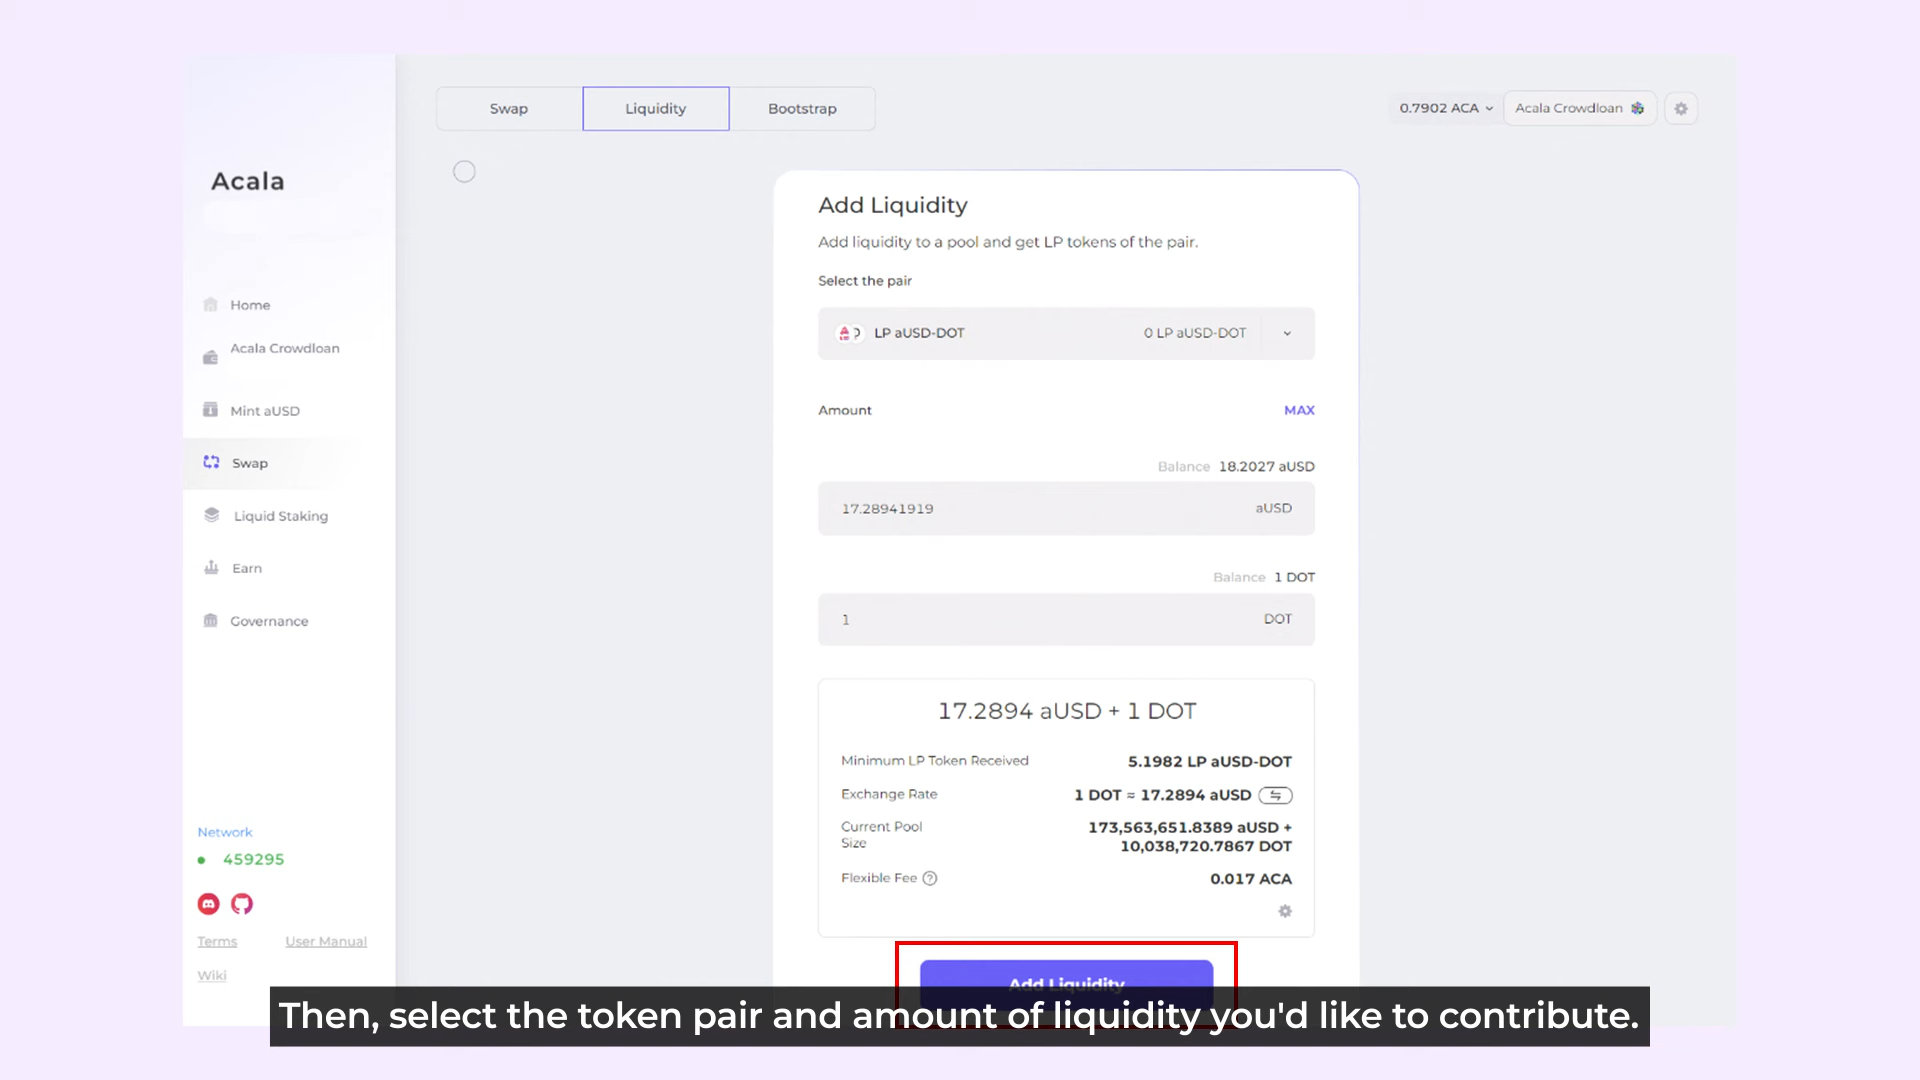 Swap
Liquidity
Bootstrap
0.7902 ACA
Acala Crowdloan
Acala
Home
Acala Crowdloan
Mint aUSD
Swap
Liquid Staking
Earn
Governance
Network
459295
Terms
User Manual
Wiki
Add Liquidity
Add liquidity to a pool and get LP tokens of the pair.
Select the pair
LP aUSD-DOT
0 LP aUSD-DOT
Amount
MAX
Balance 18.2027 aUSD
17.28941919
aUSD
Balance 1 DOT
1
DOT
17.2894 aUSD + 1 DOT
Minimum LP Token Received
5.1982 LP aUSD-DOT
Exchange Rate
1 DOT ≈ 17.2894 aUSD
Current Pool
Size
173,563,651.8389 aUSD +
10,038,720.7867 DOT
Flexible Fee
0.017 ACA
Add Liquidity
Then, select the token pair and amount of liquidity you'd like to contribute.